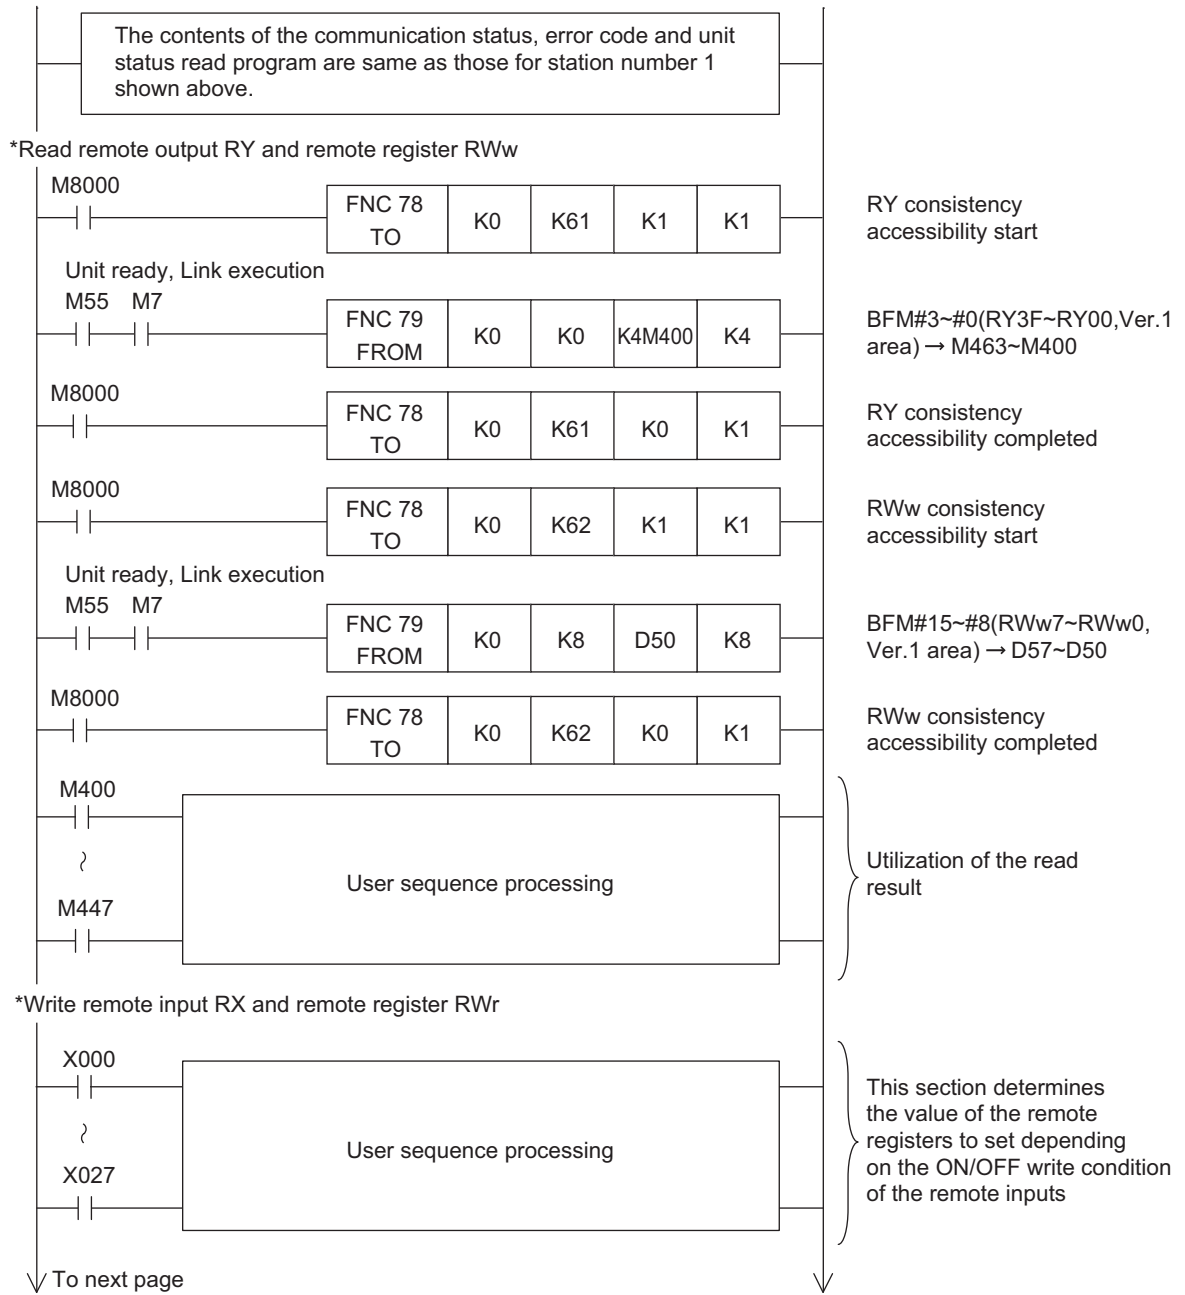 The contents of the communication status, error code and unit
status read program are same as those for station number 1
shown above.
*Read remote output RY and remote register RWw
M8000
FNC 78
TO
K0
K61
K1
K1
RY consistency
accessibility start
Unit ready, Link execution
M55 M7
FNC 79
FROM
K0
K0
K4M400
K4
BFM#3~#0(RY3F~RY00,Ver.1
area) → M463~M400
M8000
FNC 78
TO
K0
K61
K0
K1
RY consistency
accessibility completed
M8000
FNC 78
TO
K0
K62
K1
K1
RWw consistency
accessibility start
Unit ready, Link execution
M55 M7
FNC 79
FROM
K0
K8
D50
K8
BFM#15~#8(RWw7~RWw0,
Ver.1 area) → D57~D50
M8000
FNC 78
TO
K0
K62
K0
K1
RWw consistency
accessibility completed
M400
~
M447
User sequence processing
Utilization of the read
result
*Write remote input RX and remote register RWr
X000
~
X027
User sequence processing
This section determines
the value of the remote
registers to set depending
on the ON/OFF write condition
of the remote inputs
To next page